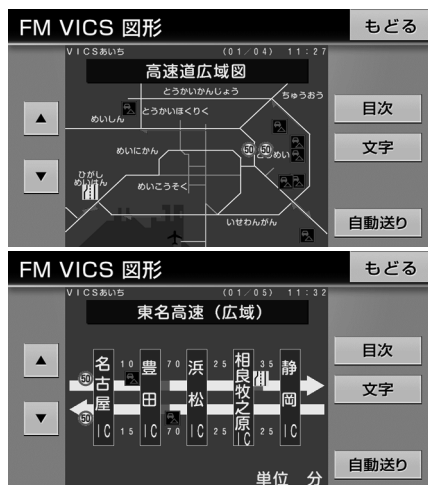 FM VICS 図形
もどる
VICSあいち (01/04) 11:27
高速道広域図
とうかいかんじょう
ちゅうおう
とうかいほくりく
めいしん
めいにかん
50 50
とうめい
ひがし
めいはん
めいこうそく
いせわんがん
▲
▼
目次
文字
自動送り
FM VICS 図形
もどる
VICSあいち (01/05) 11:32
東名高速（広域）
名古屋IC 豊田IC 浜松IC 相良牧之原IC 静岡IC
10 70 25 35
50
50
15 70 25 25
単位 分
▲
▼
目次
文字
自動送り